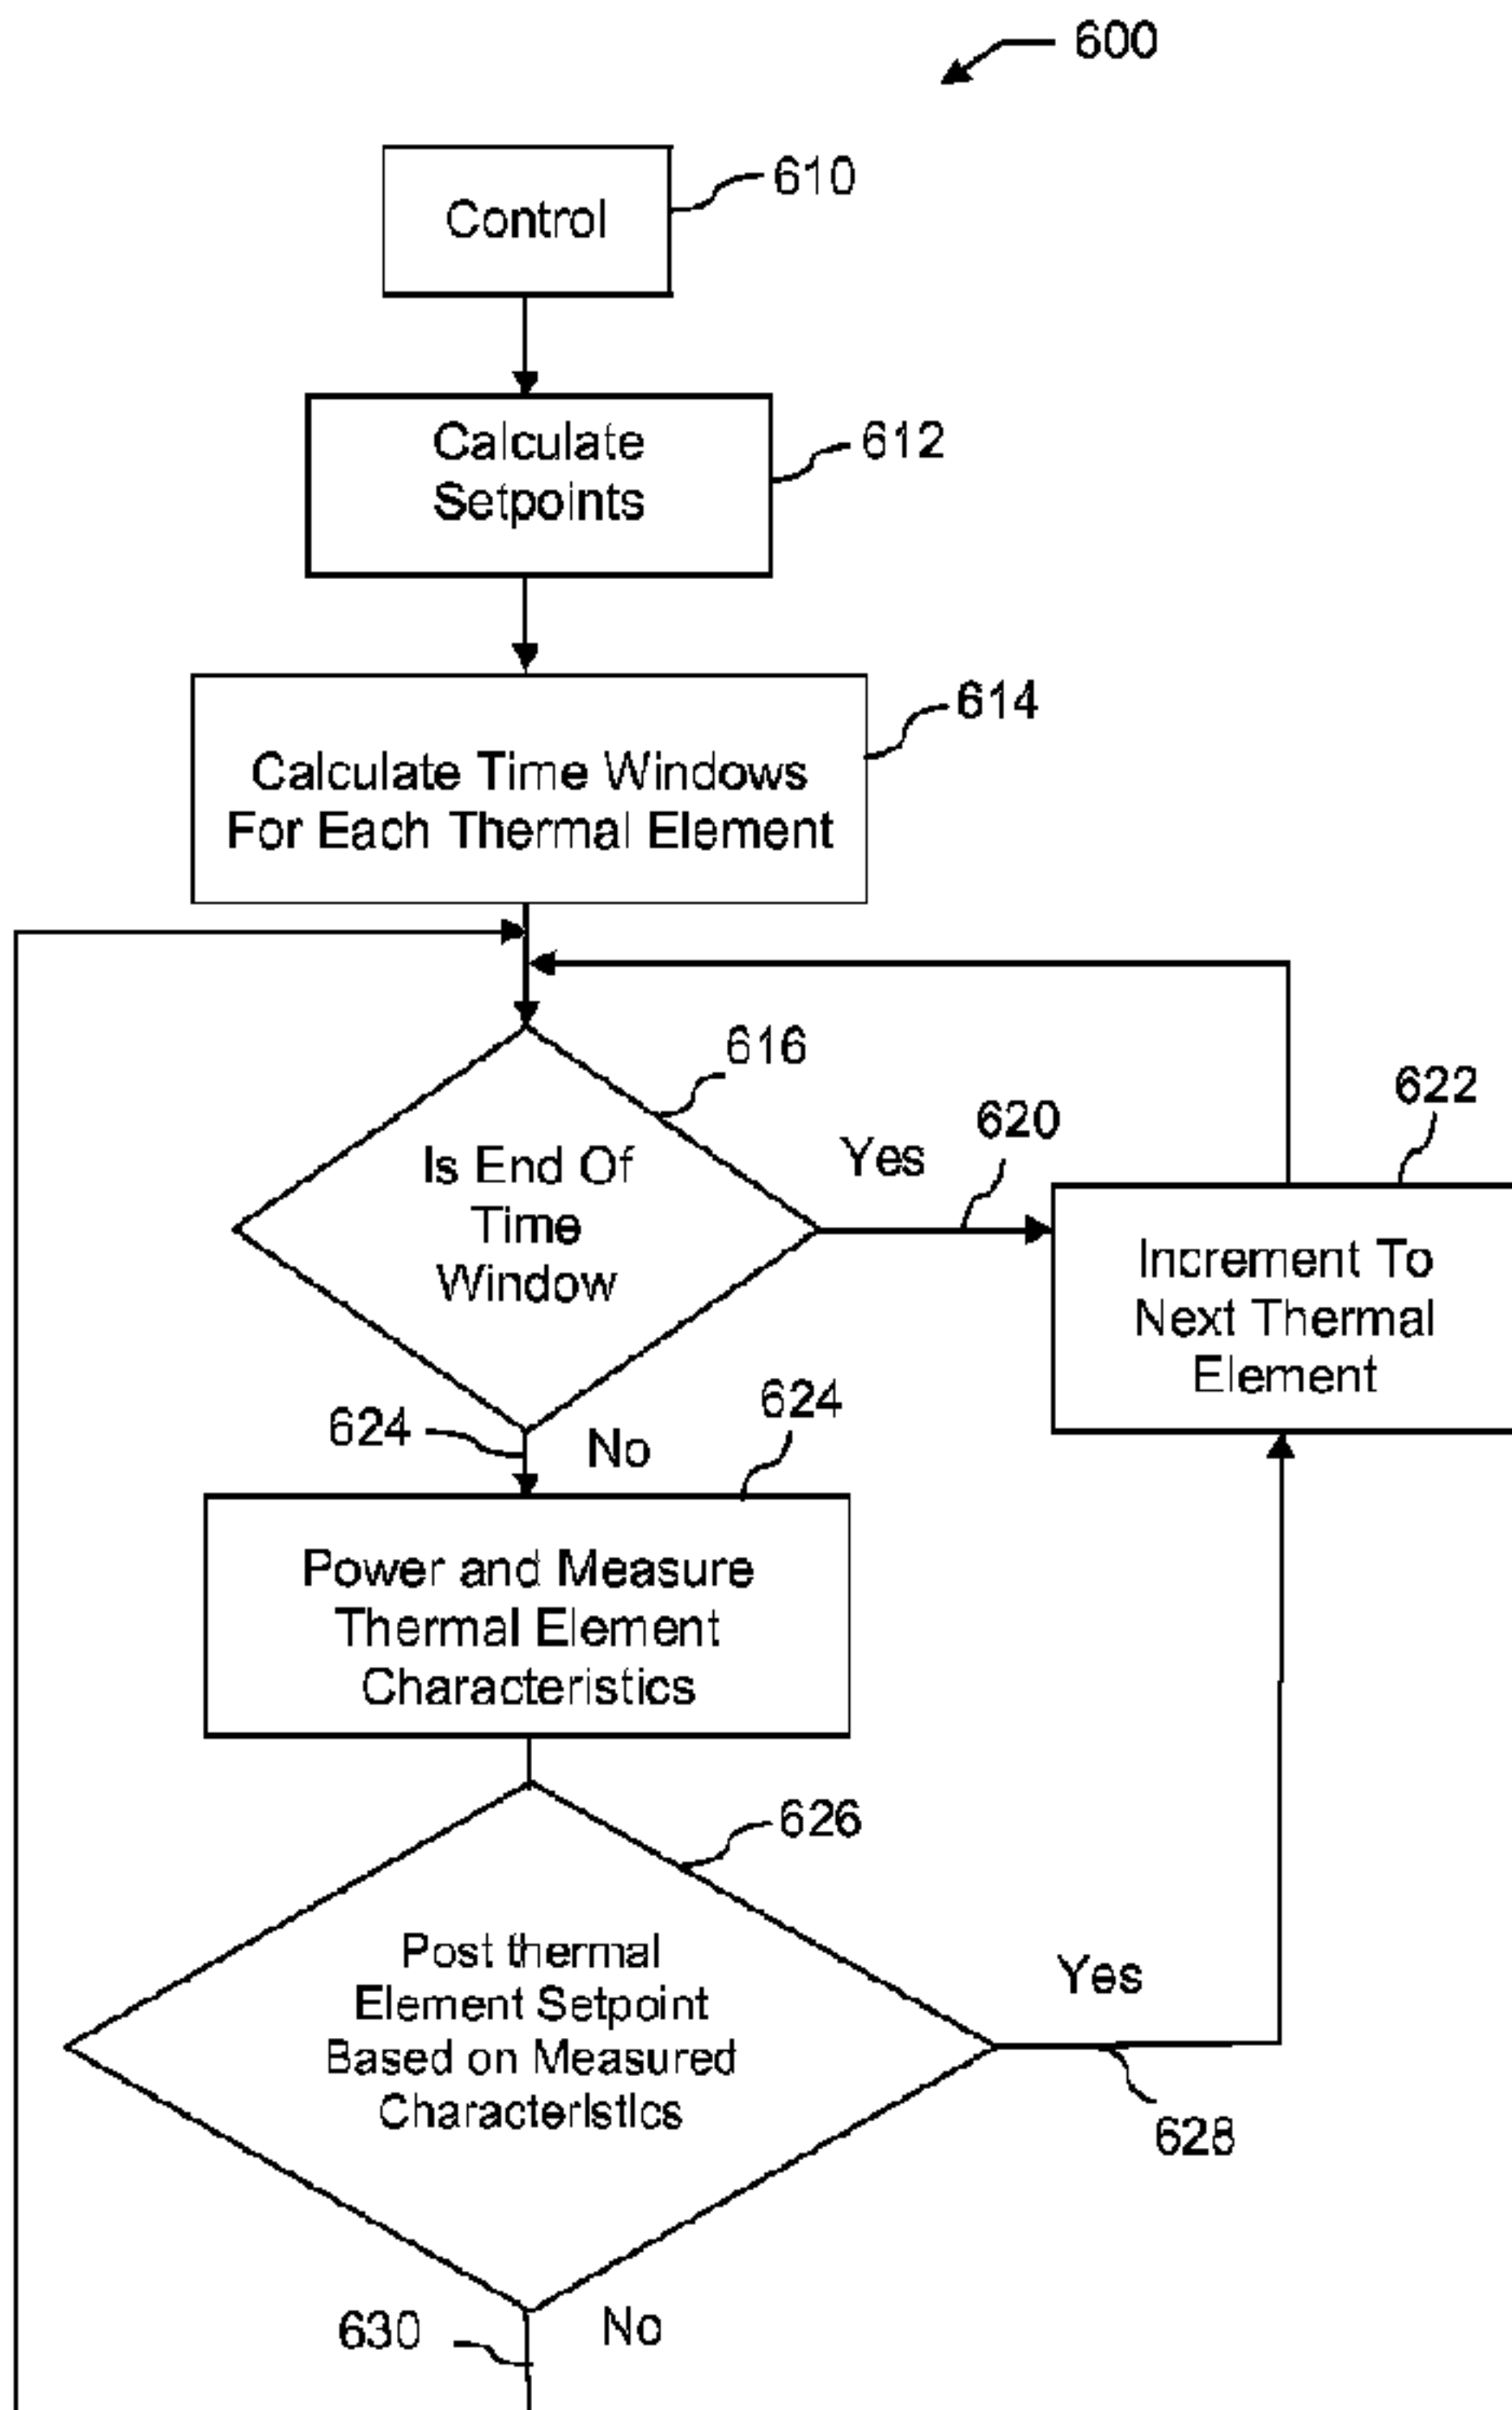 600
Control
610
Calculate
Setpoints
612
614
Calculate Time Windows
For Each Thermal Element
616
Is End Of
Time
Window
Yes
620
622
Increment To
Next Thermal
Element
624
No
624
Power and Measure
Thermal Element
Characteristics
626
Post thermal
Element Setpoint
Based on Measured
Characteristics
Yes
628
630
No